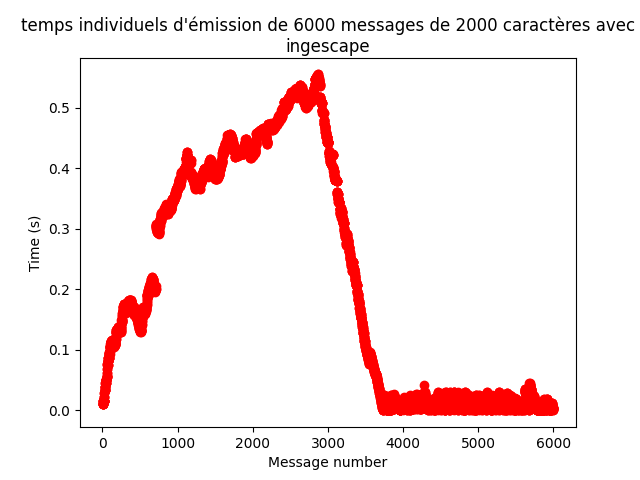 temps individuels d'émission de 6000 messages de 2000 caractères avec
ingescape
0.5
0.4
0.3
0.2
0.1
0.0
Time (s)
0 1000 2000 3000 4000 5000 6000
Message number